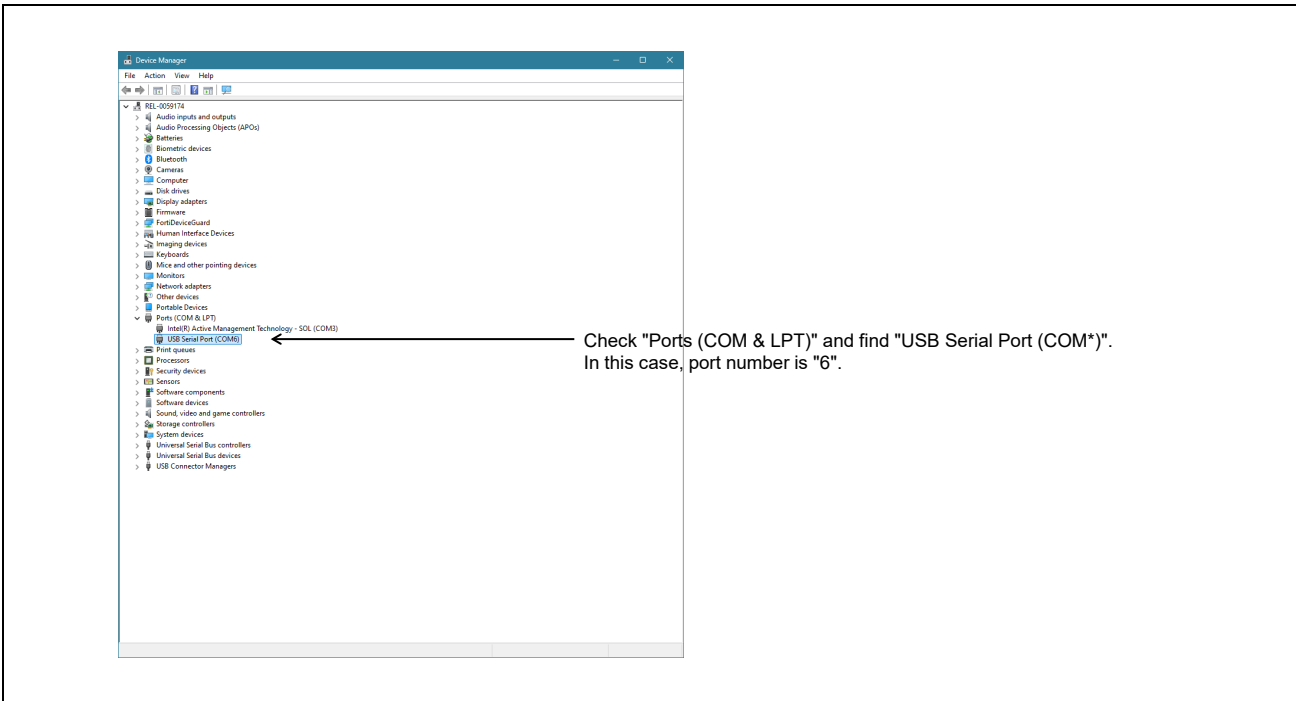 Device Manager
File Action View Help
REL-0059174
Audio inputs and outputs
Audio Processing Objects (APOs)
Batteries
Biometric devices
Bluetooth
Cameras
Computer
Disk drives
Display adapters
Firmware
FortiDeviceGuard
Human Interface Devices
Imaging devices
Keyboards
Mice and other pointing devices
Monitors
Network adapters
Other devices
Portable Devices
Ports (COM & LPT)
Intel(R) Active Management Technology - SOL (COM3)
USB Serial Port (COM6)
Check "Ports (COM & LPT)" and find "USB Serial Port (COM*)".
In this case, port number is "6".
Print queues
Processors
Security devices
Sensors
Software components
Software devices
Sound, video and game controllers
Storage controllers
System devices
Universal Serial Bus controllers
Universal Serial Bus devices
USB Connector Managers